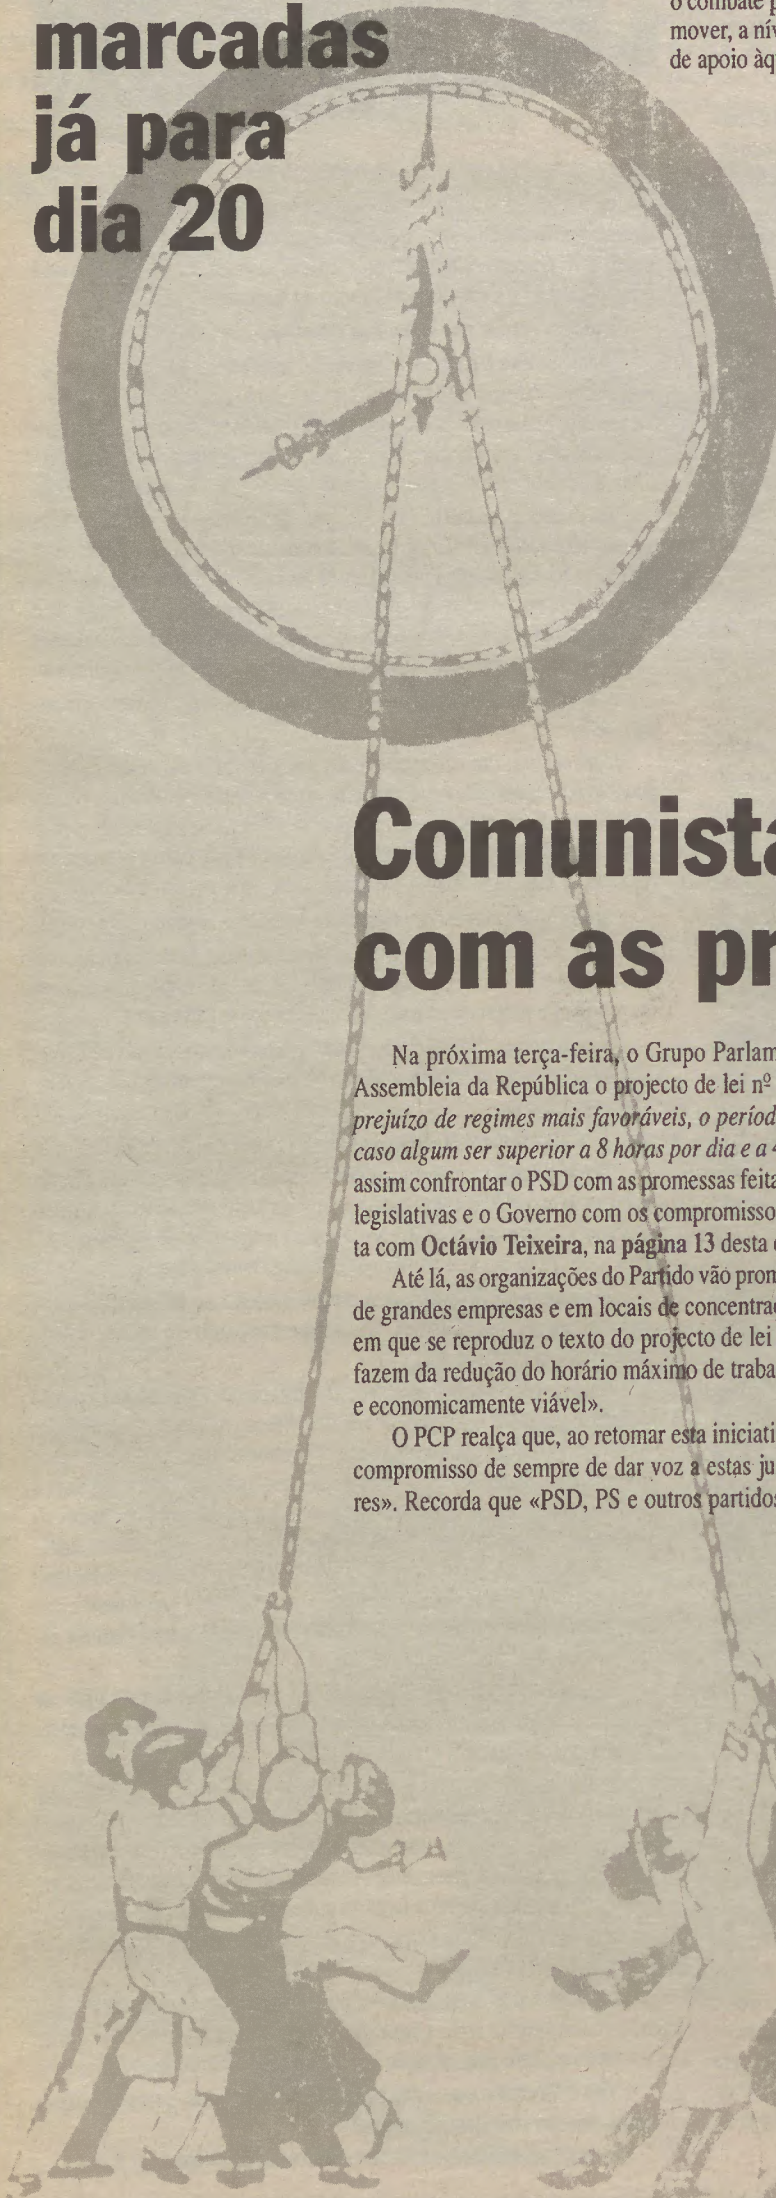 marcadas
já para
dia 20
o combate p
mover, a nív
de apoio àq
Comunista
com as pr
Na próxima terça-feira, o Grupo Parlam
Assembleia da República o projecto de lei nº
prejuízo de regimes mais favoráveis, o períod
caso algum ser superior a 8 horas por dia e a 4
assim confrontar o PSD com as promessas feita
legislativas e o Governo com os compromisso
ta com Octávio Teixeira, na página 13 desta e
Até lá, as organizações do Partido vão prom
de grandes empresas e em locais de concentraç
em que se reproduz o texto do projecto de lei
fazem da redução do horário máximo de traba
e economicamente viável».
O PCP realça que, ao retomar esta iniciati
compromisso de sempre de dar voz a estas ju
res». Recorda que «PSD, PS e outros partidos